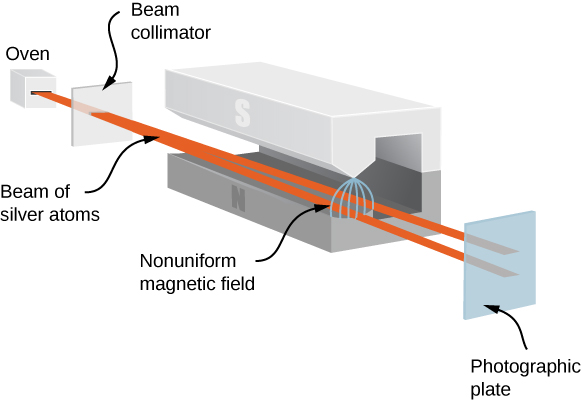 Beam
collimator
Oven
S
Beam of
silver atoms
N
Nonuniform
magnetic field
Photographic
plate